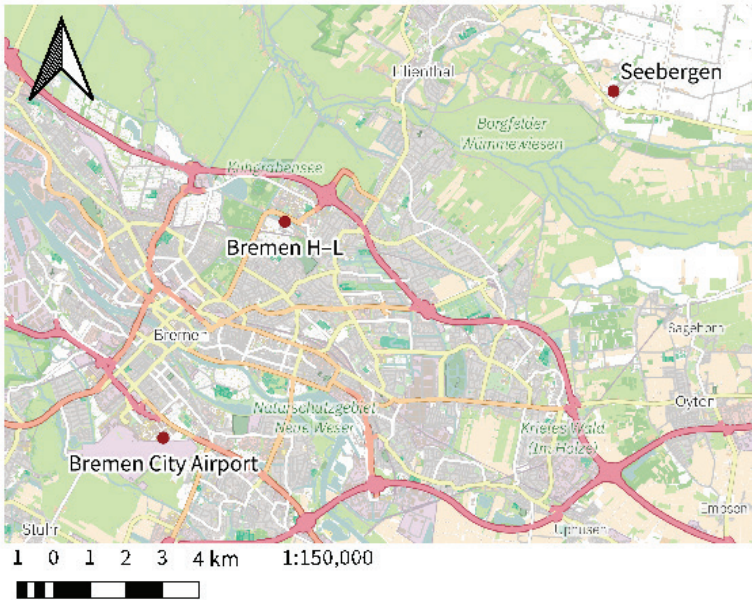 Seebergen
Lilienthal
Borgfelder
Wümmewiesen
Kuhgrabensee
Bremen H–L
Bremen
Sagehorn
Naturschutzgebiet
Neue Weser
Krietes Wald
(Im Holze)
Oyten
Bremen City Airport
Stuhr
Uphusen
Embsen
1 0 1 2 3 4 km 1:150,000